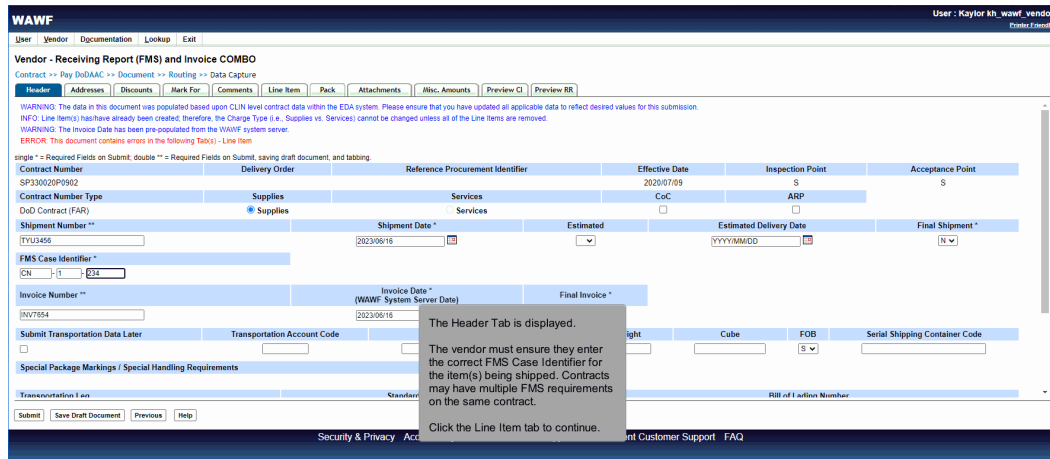 WAWF
User : Kaylor kh_wawf_vendo
Printer Friendl
User Vendor Documentation Lookup Exit
Vendor - Receiving Report (FMS) and Invoice COMBO
Contract >> Pay DoDAAC >> Document >> Routing >> Data Capture
Header Addresses Discounts Mark For Comments Line Item Pack Attachments Misc. Amounts Preview CI Preview RR
WARNING: The data in this document was populated based upon CLIN level contract data within the EDA system. Please ensure that you have updated all applicable data to reflect desired values for this submission.
INFO: Line Item(s) has/have already been created; therefore, the Charge Type (i.e., Supplies vs. Services) cannot be changed unless all of the Line Items are removed.
WARNING: The Invoice Date has been pre-populated from the WAWF system server.
ERROR: This document contains errors in the following Tab(s) - Line Item
single * = Required Fields on Submit; double ** = Required Fields on Submit, saving draft document, and tabbing.
Contract Number Delivery Order Reference Procurement Identifier Effective Date Inspection Point Acceptance Point
SP330020P0902 2020/07/09 S S
Contract Number Type Supplies Services CoC ARP
DoD Contract (FAR) Supplies Services
Shipment Number ** Shipment Date * Estimated Estimated Delivery Date Final Shipment *
TYU3456 2023/06/16 YYYY/MM/DD N
FMS Case Identifier *
CN - 1 - 234
Invoice Number ** Invoice Date * Final Invoice *
(WAWF System Server Date)
INV7654 2023/06/16
The Header Tab is displayed.
The vendor must ensure they enter
the correct FMS Case Identifier for
the item(s) being shipped. Contracts
may have multiple FMS requirements
on the same contract.
Click the Line Item tab to continue.
Submit Transportation Data Later Transportation Account Code ight Cube FOB Serial Shipping Container Code
S
Special Package Markings / Special Handling Requirements
Transportation Leg Standard Bill of Lading Number
Submit Save Draft Document Previous Help
Security & Privacy Acc ent Customer Support FAQ